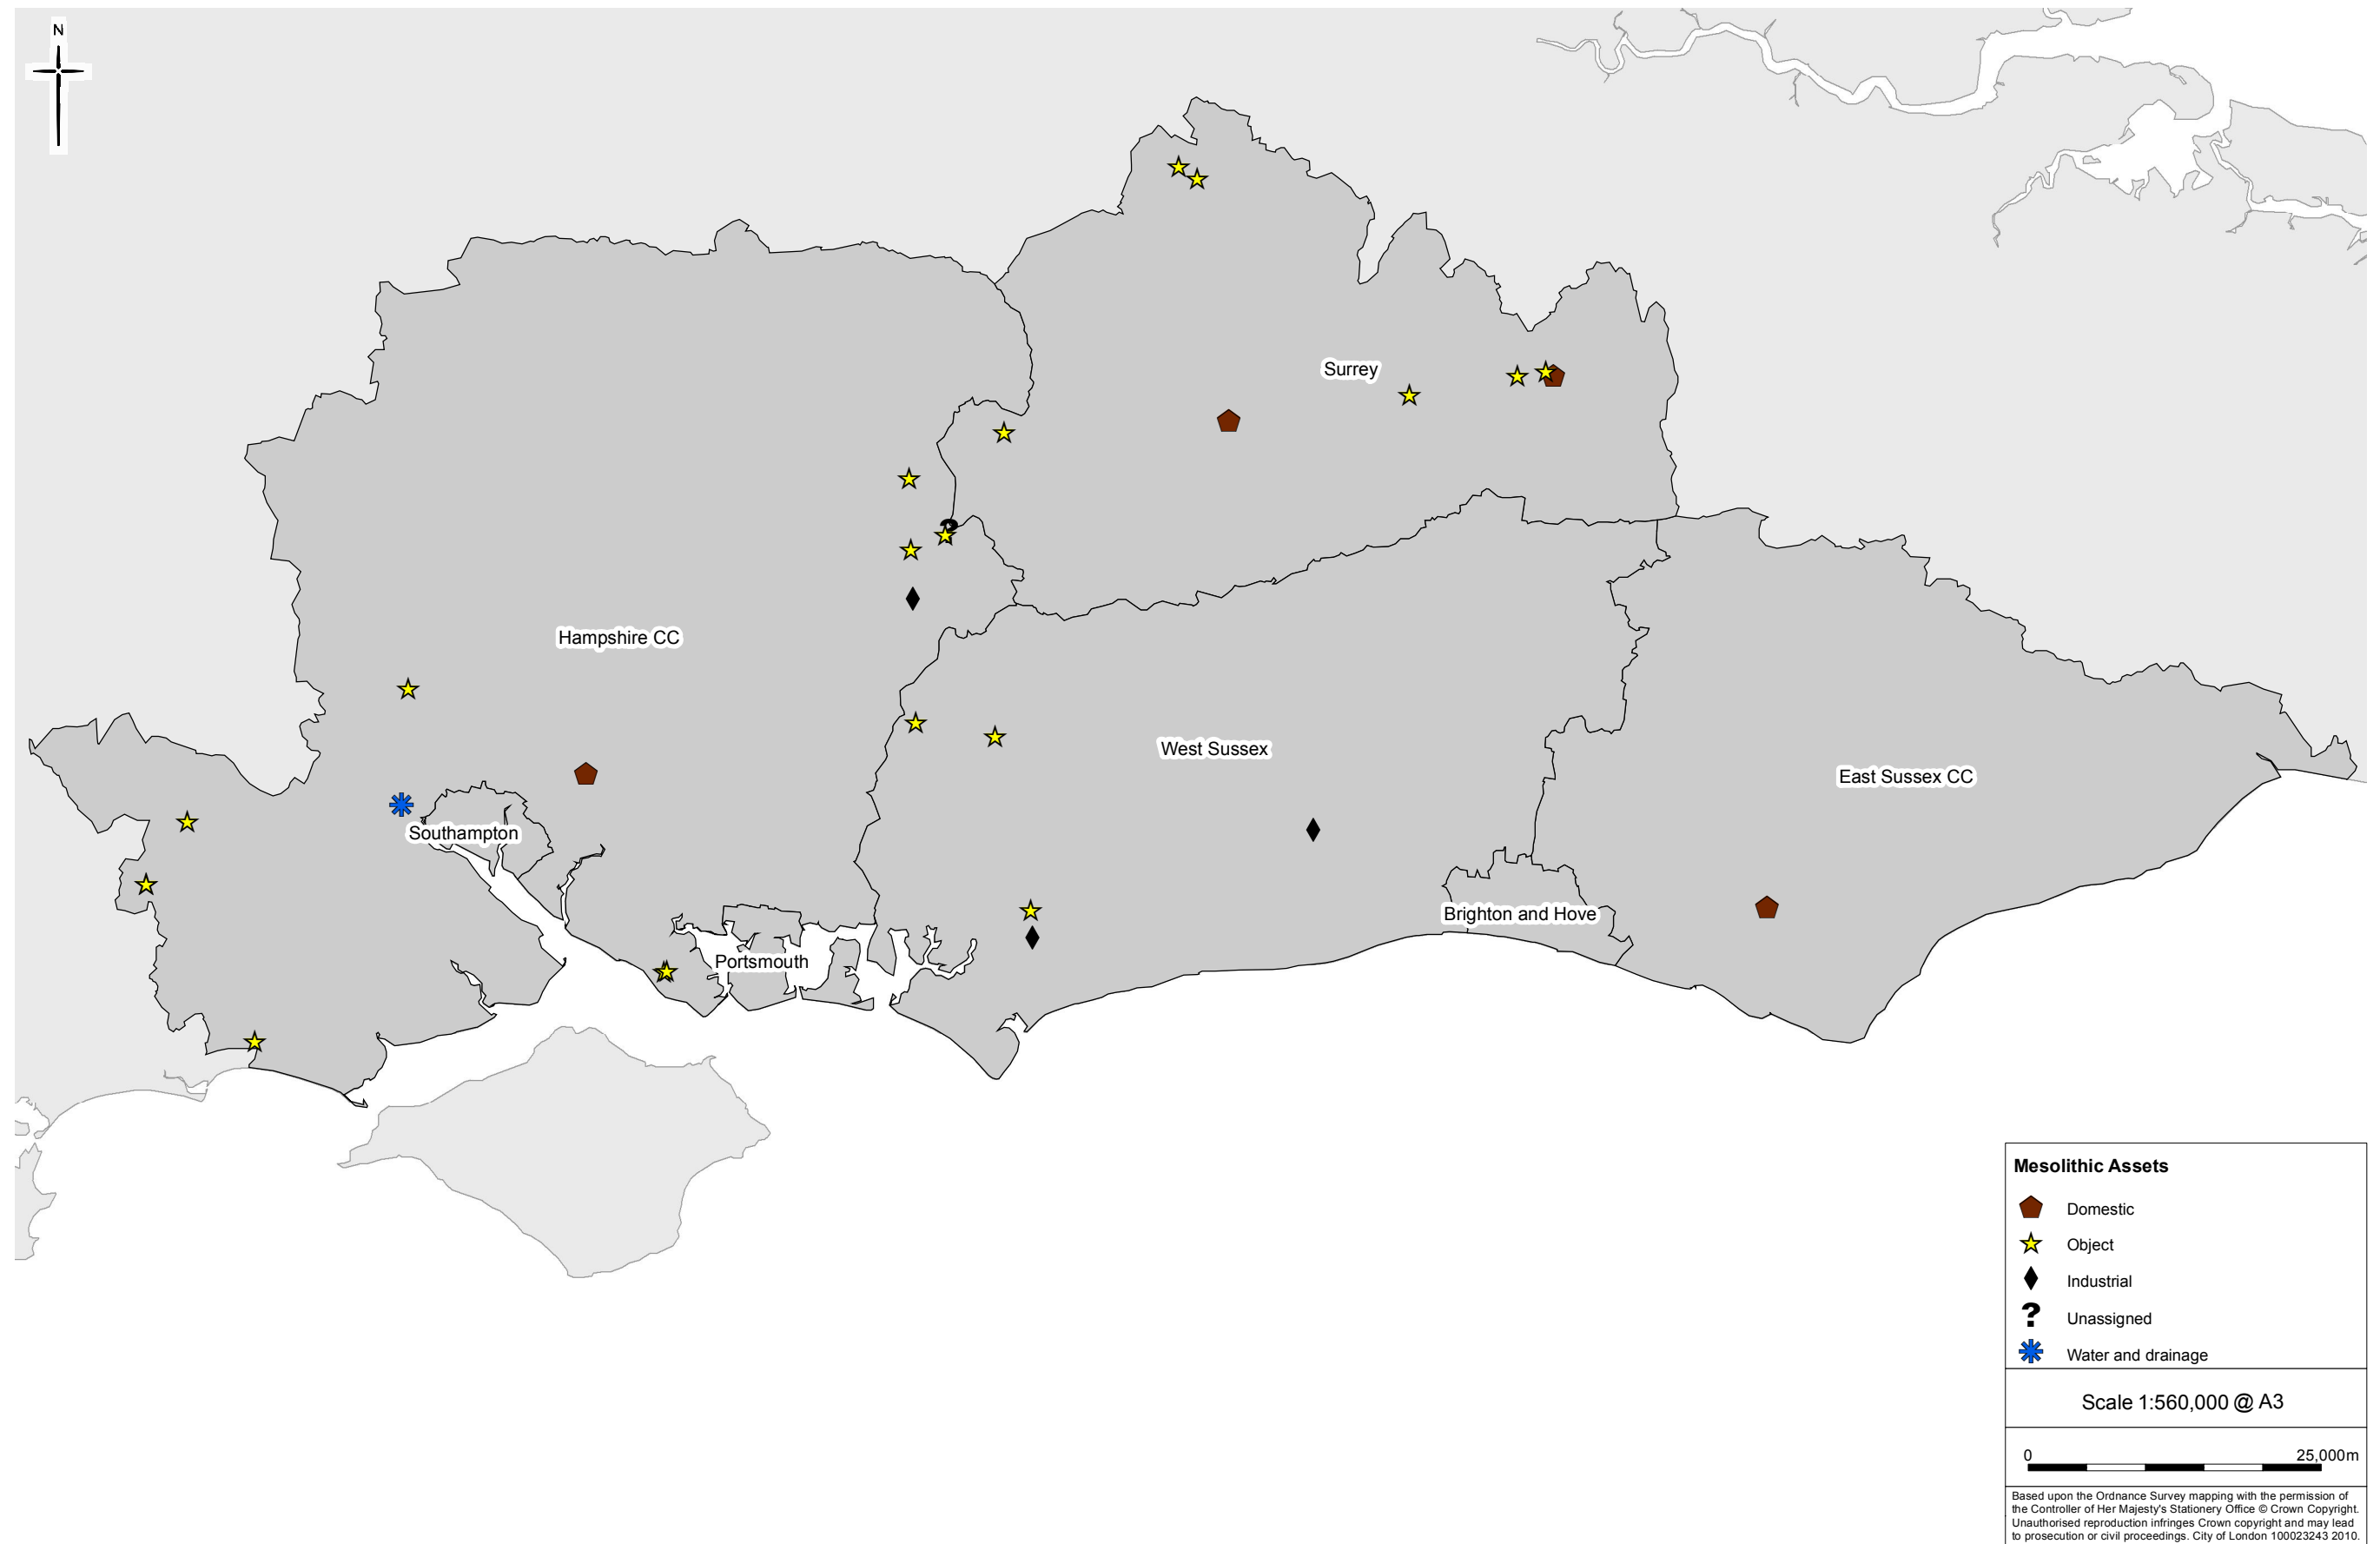 N
Surrey
Hampshire CC
West Sussex
East Sussex CC
Southampton
Brighton and Hove
Portsmouth
Mesolithic Assets
Domestic
Object
Industrial
?
Unassigned
Water and drainage
Scale 1:560,000 @ A3
0 25,000m
Based upon the Ordnance Survey mapping with the permission of
the Controller of Her Majesty's Stationery Office © Crown Copyright.
Unauthorised reproduction infringes Crown copyright and may lead
to prosecution or civil proceedings. City of London 100023243 2010.